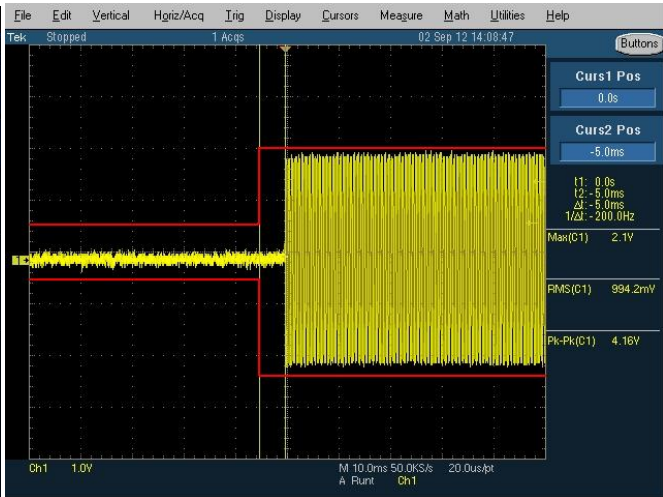 File Edit Vertical Horiz/Acq Trig Display Cursors Measure Math Utilities Help
Tek Stopped 1 Acqs 02 Sep 12 14:08:47 Buttons
Curs1 Pos
0.0s
Curs2 Pos
-5.0ms
t1: 0.0s
t2: -5.0ms
Δt: -5.0ms
1/Δt: -200.0Hz
Max(C1) 2.1V
1
RMS(C1) 994.2mV
Pk-Pk(C1) 4.16V
Ch1 1.0V M 10.0ms 50.0KS/s 20.0us/pt
A Runt Ch1